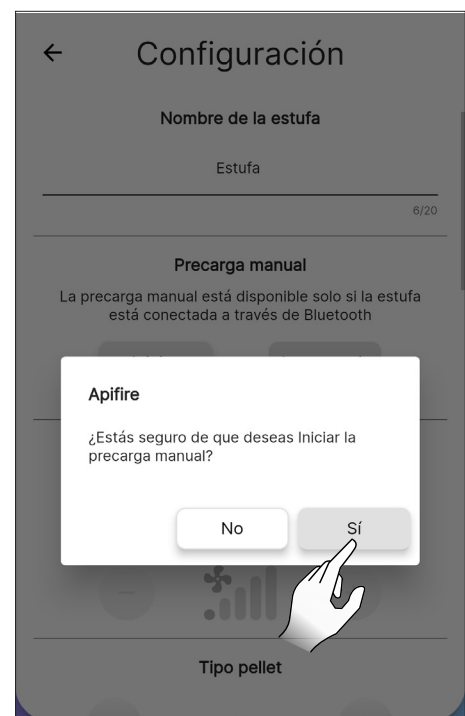 Configuración
Nombre de la estufa
Estufa
6/20
Precarga manual
La precarga manual está disponible solo si la estufa
está conectada a través de Bluetooth
Apifire
¿Estás seguro de que deseas Iniciar la
precarga manual?
No
Sí
Tipo pellet